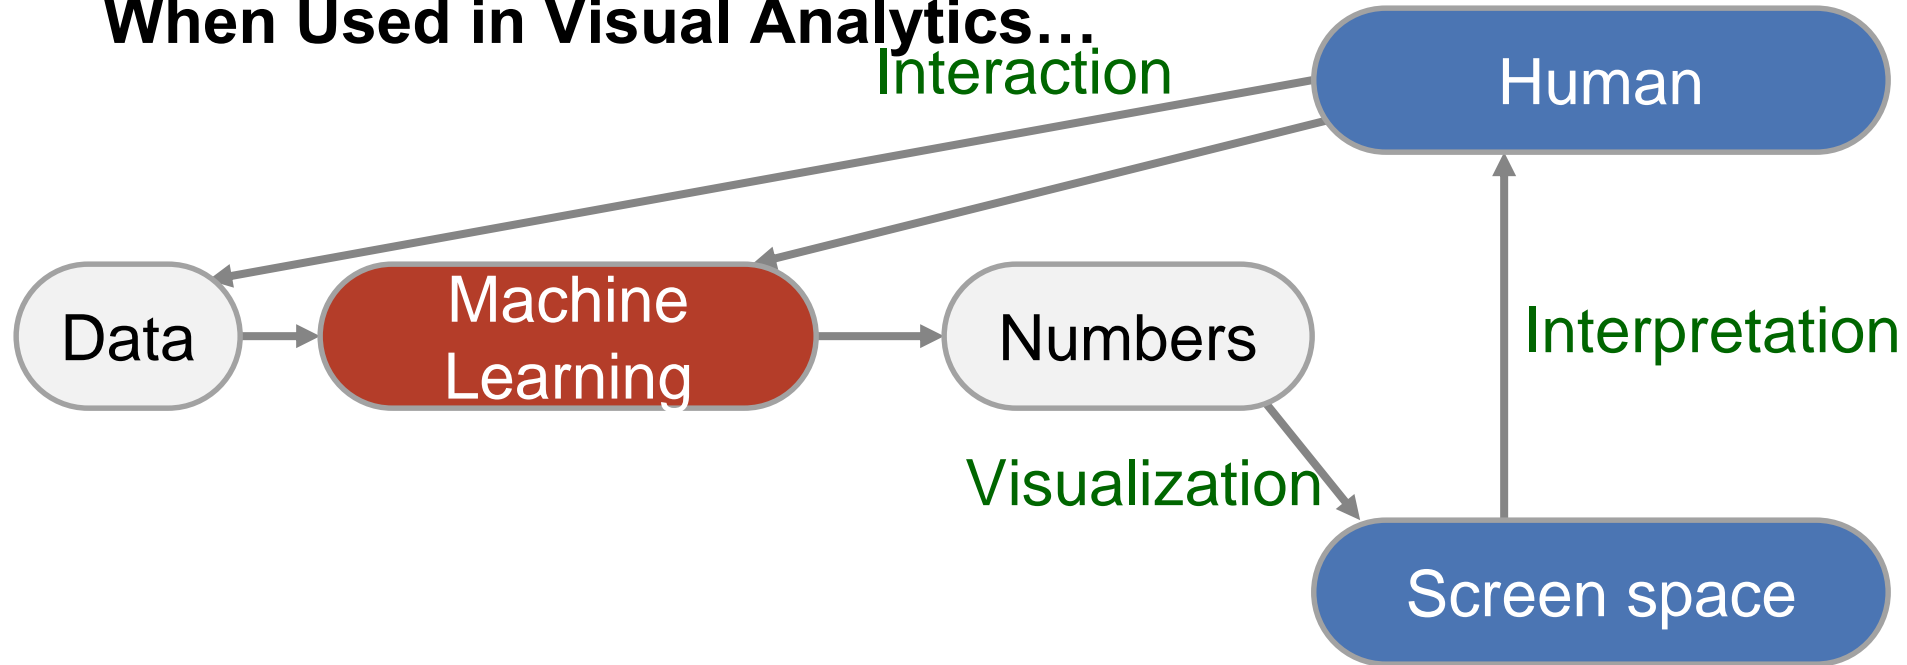 When Used in Visual Analytics…
Interaction
Human
Data
Machine
Learning
Numbers
Interpretation
Visualization
Screen space